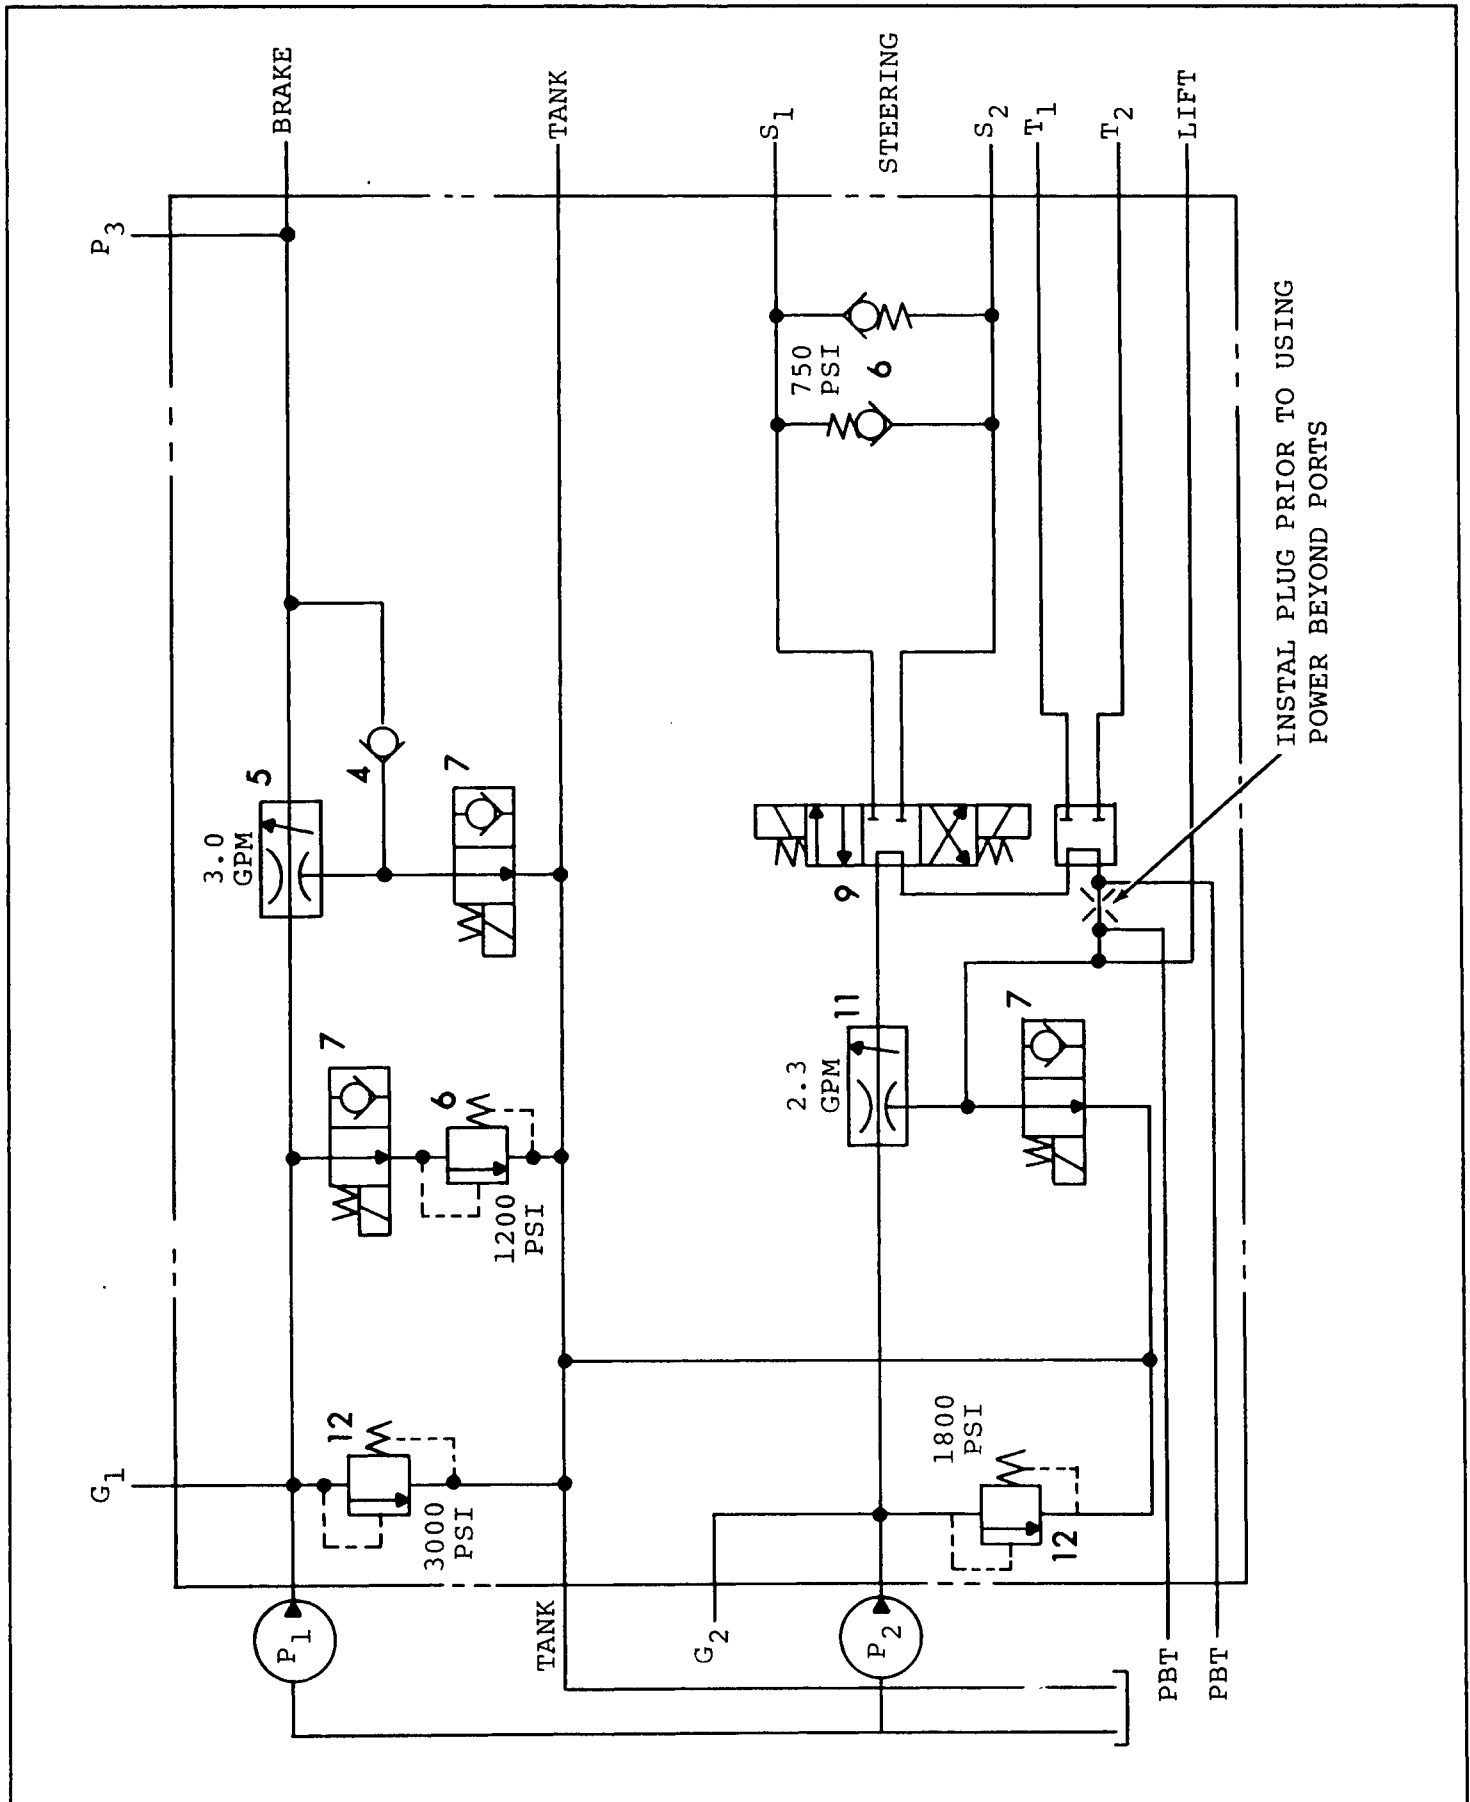 BRAKE
TANK
S1
STEERING
S2
T1
T2
LIFT
P3
750
PSI
6
5
3.0
GPM
4
7
INSTAL PLUG PRIOR TO USING
POWER BEYOND PORTS
9
7
6
1200
PSI
11
2.3
GPM
7
G1
12
3000
PSI
1800
PSI
12
P1
TANK
G2
P2
PBT
PBT